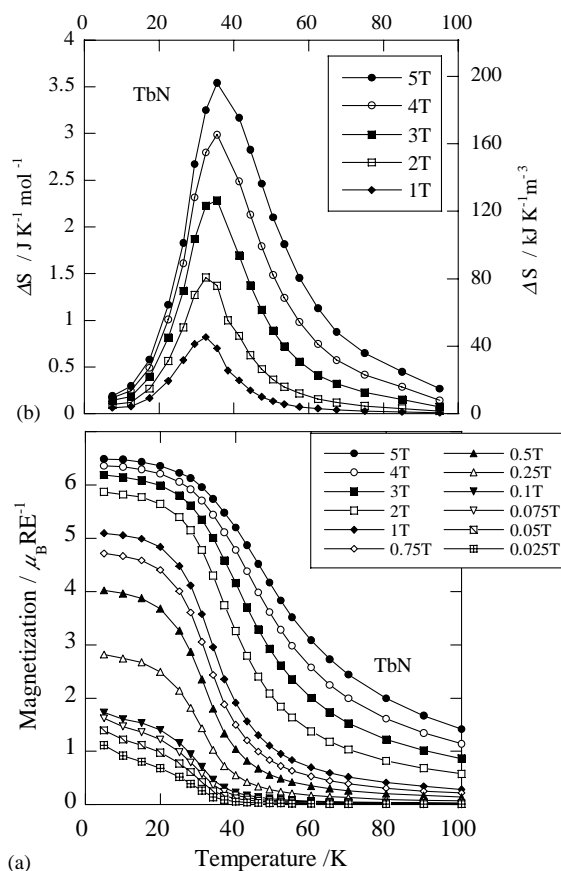 0 20 40 60 80 100
(b)
4
3.5
3
2.5
2
1.5
1
0.5
0
ΔS / J K⁻¹ mol⁻¹
TbN
5T
4T
3T
2T
1T
200
160
120
80
40
0
ΔS / kJ K⁻¹m⁻³
6
5
4
3
2
1
0
Magnetization / μ_B RE⁻¹
5T 0.5T
4T 0.25T
3T 0.1T
2T 0.075T
1T 0.05T
0.75T 0.025T
TbN
0 20 40 60 80 100
(a) Temperature /K